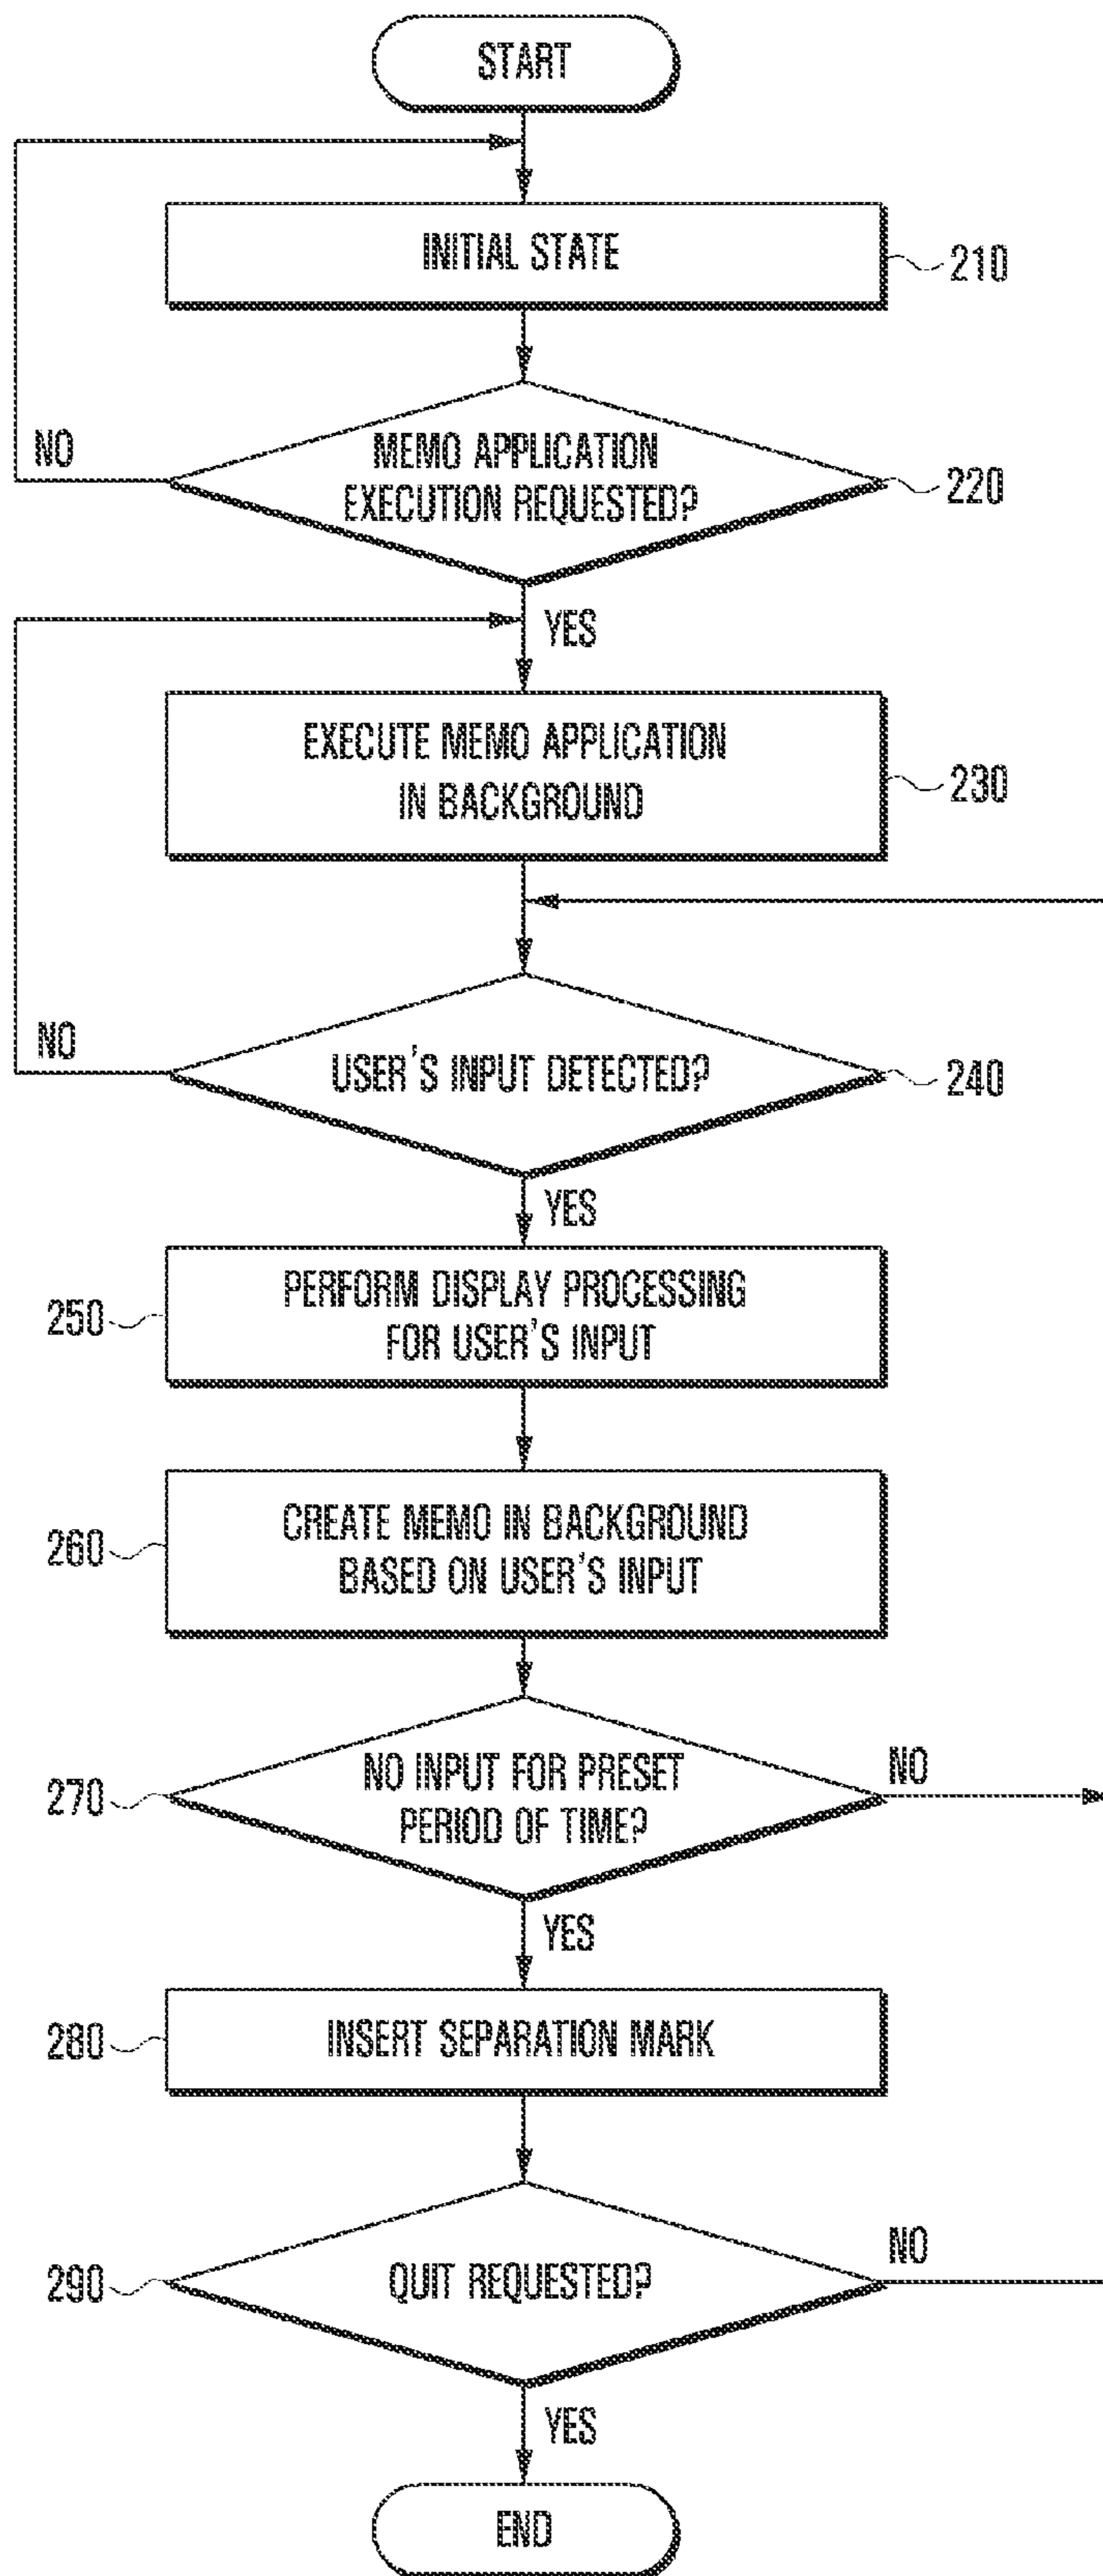 START
INITIAL STATE
210
NO
MEMO APPLICATION
EXECUTION REQUESTED?
220
YES
EXECUTE MEMO APPLICATION
IN BACKGROUND
230
NO
USER'S INPUT DETECTED?
240
YES
250
PERFORM DISPLAY PROCESSING
FOR USER'S INPUT
260
CREATE MEMO IN BACKGROUND
BASED ON USER'S INPUT
270
NO INPUT FOR PRESET
PERIOD OF TIME?
NO
YES
280
INSERT SEPARATION MARK
290
QUIT REQUESTED?
NO
YES
END